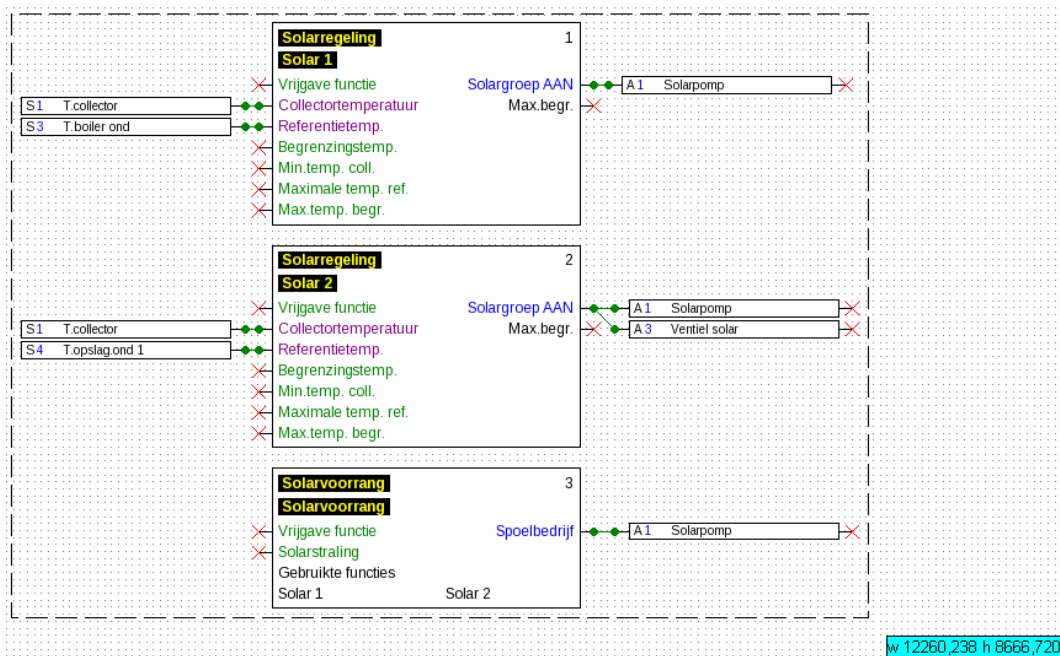 Solarregeling 1
Solar 1
Vrijgave functie Solargroep AAN A1 Solarpomp
S1 T.collector Collectortemperatuur Max.begr.
S3 T.boiler ond Referentietemp.
Begrenzingstemp.
Min.temp. coll.
Maximale temp. ref.
Max.temp. begr.
Solarregeling 2
Solar 2
Vrijgave functie Solargroep AAN A1 Solarpomp
S1 T.collector Collectortemperatuur Max.begr. A3 Ventiel solar
S4 T.opslag.ond 1 Referentietemp.
Begrenzingstemp.
Min.temp. coll.
Maximale temp. ref.
Max.temp. begr.
Solarvoorrang 3
Solarvoorrang
Vrijgave functie Spoelbedrijf A1 Solarpomp
Solarstraling
Gebruikte functies
Solar 1 Solar 2
w 12260,238 h 8666,720